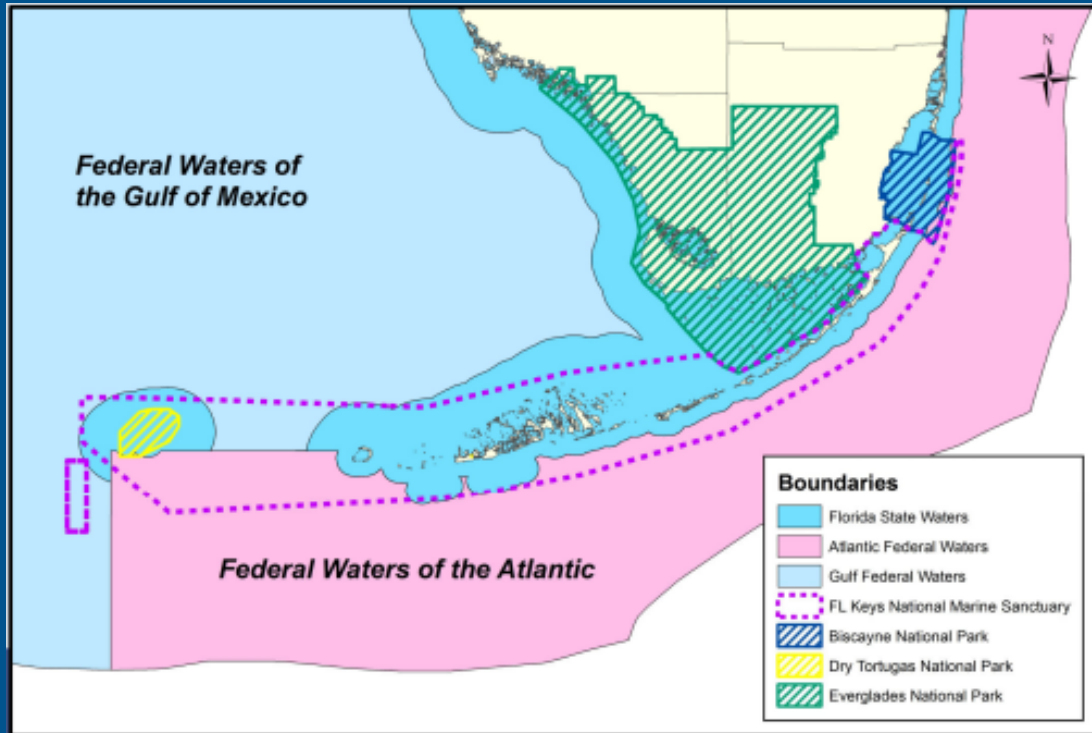 N
Federal Waters of
the Gulf of Mexico
Federal Waters of the Atlantic
Boundaries
Florida State Waters
Atlantic Federal Waters
Gulf Federal Waters
FL Keys National Marine Sanctuary
Biscayne National Park
Dry Tortugas National Park
Everglades National Park